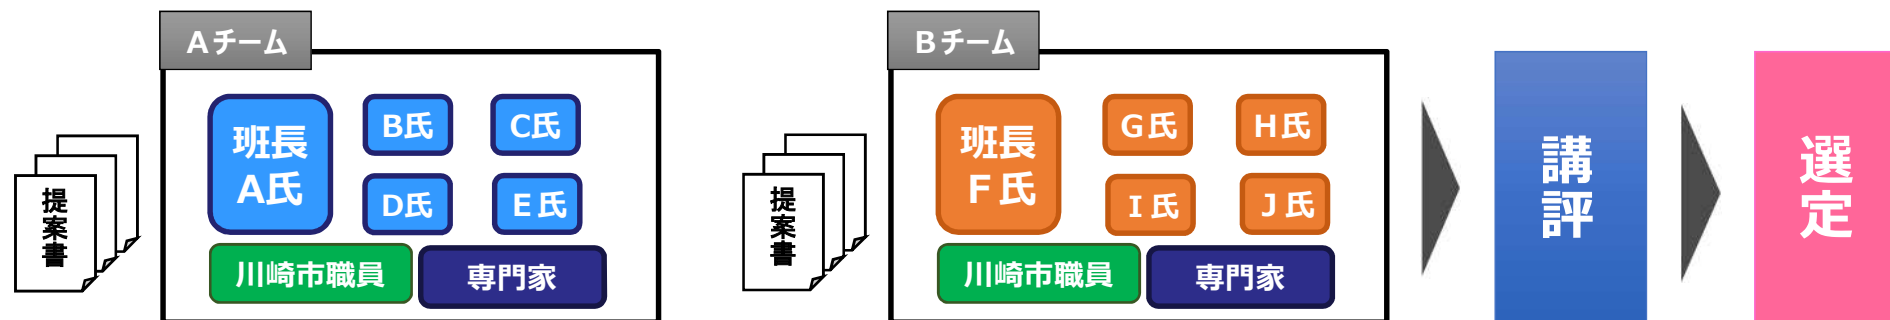 提案書
Aチーム
班長
A氏
B氏
C氏
D氏
E氏
川崎市職員
専門家
提案書
Bチーム
班長
F氏
G氏
H氏
I氏
J氏
川崎市職員
専門家
講評
選定